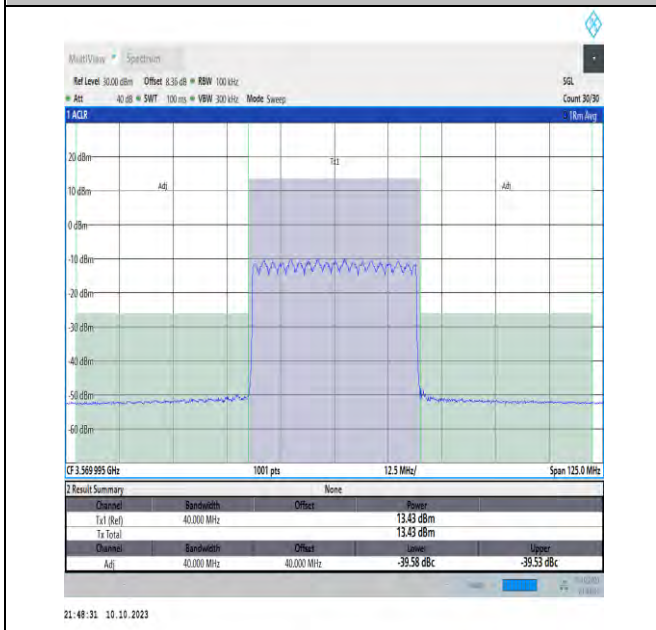 MultiView Spectrum
Ref Level 30.00 dBm Offset 8.35 dB RBW 100 kHz SGL
Att 40 dB SWT 100 ms VBW 300 kHz Mode Sweep Count 30/30
1 ACLR 1Rm Avg
Tx1
20 dBm
Adj Adj
10 dBm
0 dBm
-10 dBm
-20 dBm
-30 dBm
-40 dBm
-50 dBm
-60 dBm
CF 3.569 995 GHz 1001 pts 12.5 MHz/ Span 125.0 MHz
2 Result Summary None
Channel Bandwidth Offset Power
Tx1 (Ref) 40.000 MHz 13.43 dBm
Tx Total 13.43 dBm
Channel Bandwidth Offset Lower Upper
Adj 40.000 MHz 40.000 MHz -39.58 dBc -39.53 dBc
21:48:31 10.10.2023